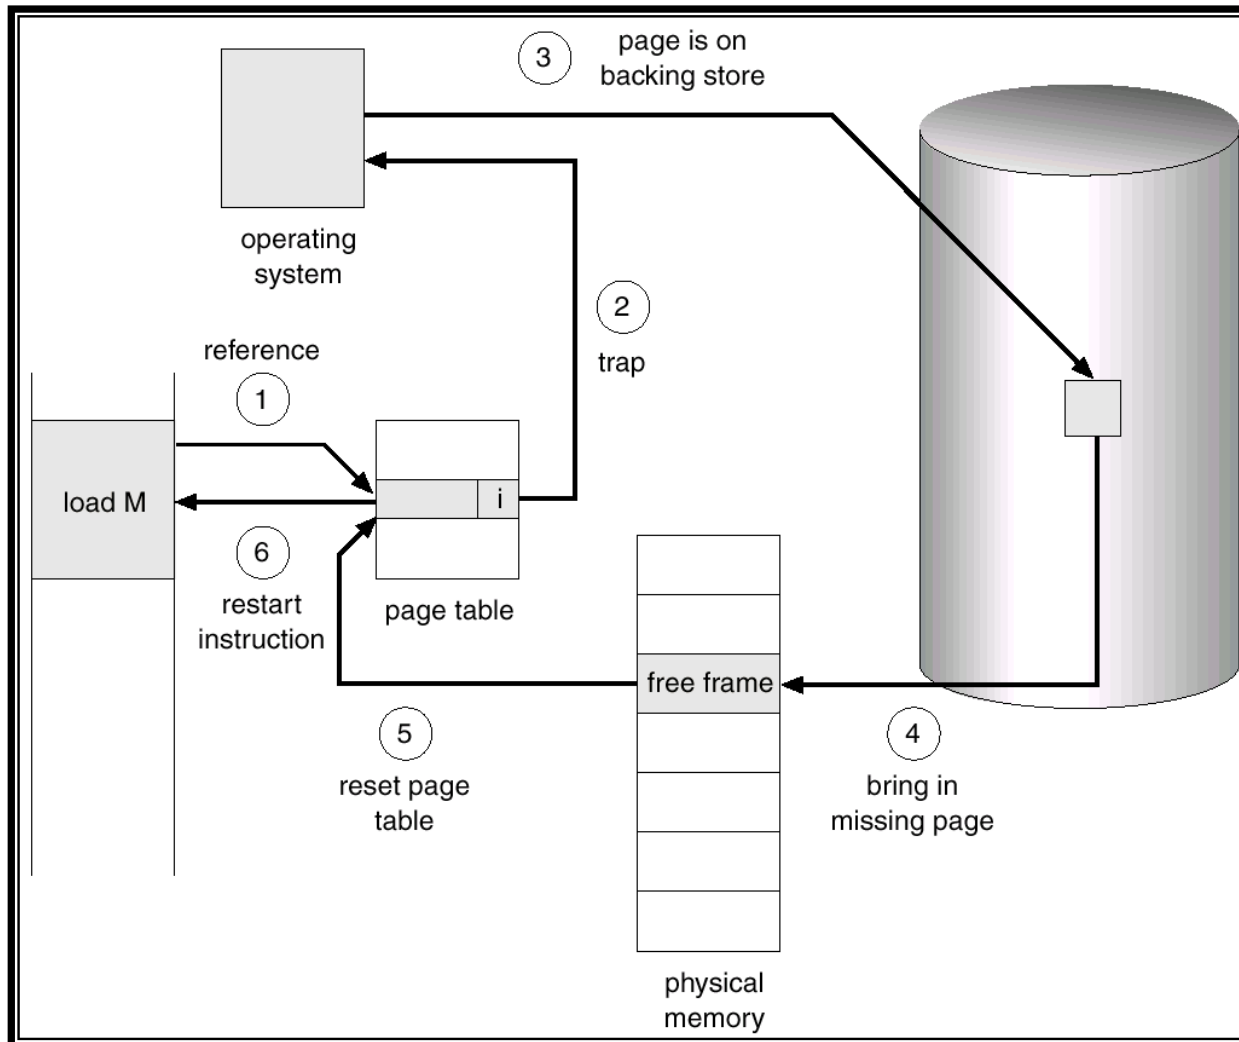 3
page is on
backing store
operating
system
2
trap
reference
1
load M
i
6
restart
instruction
page table
free frame
5
reset page
table
4
bring in
missing page
physical
memory